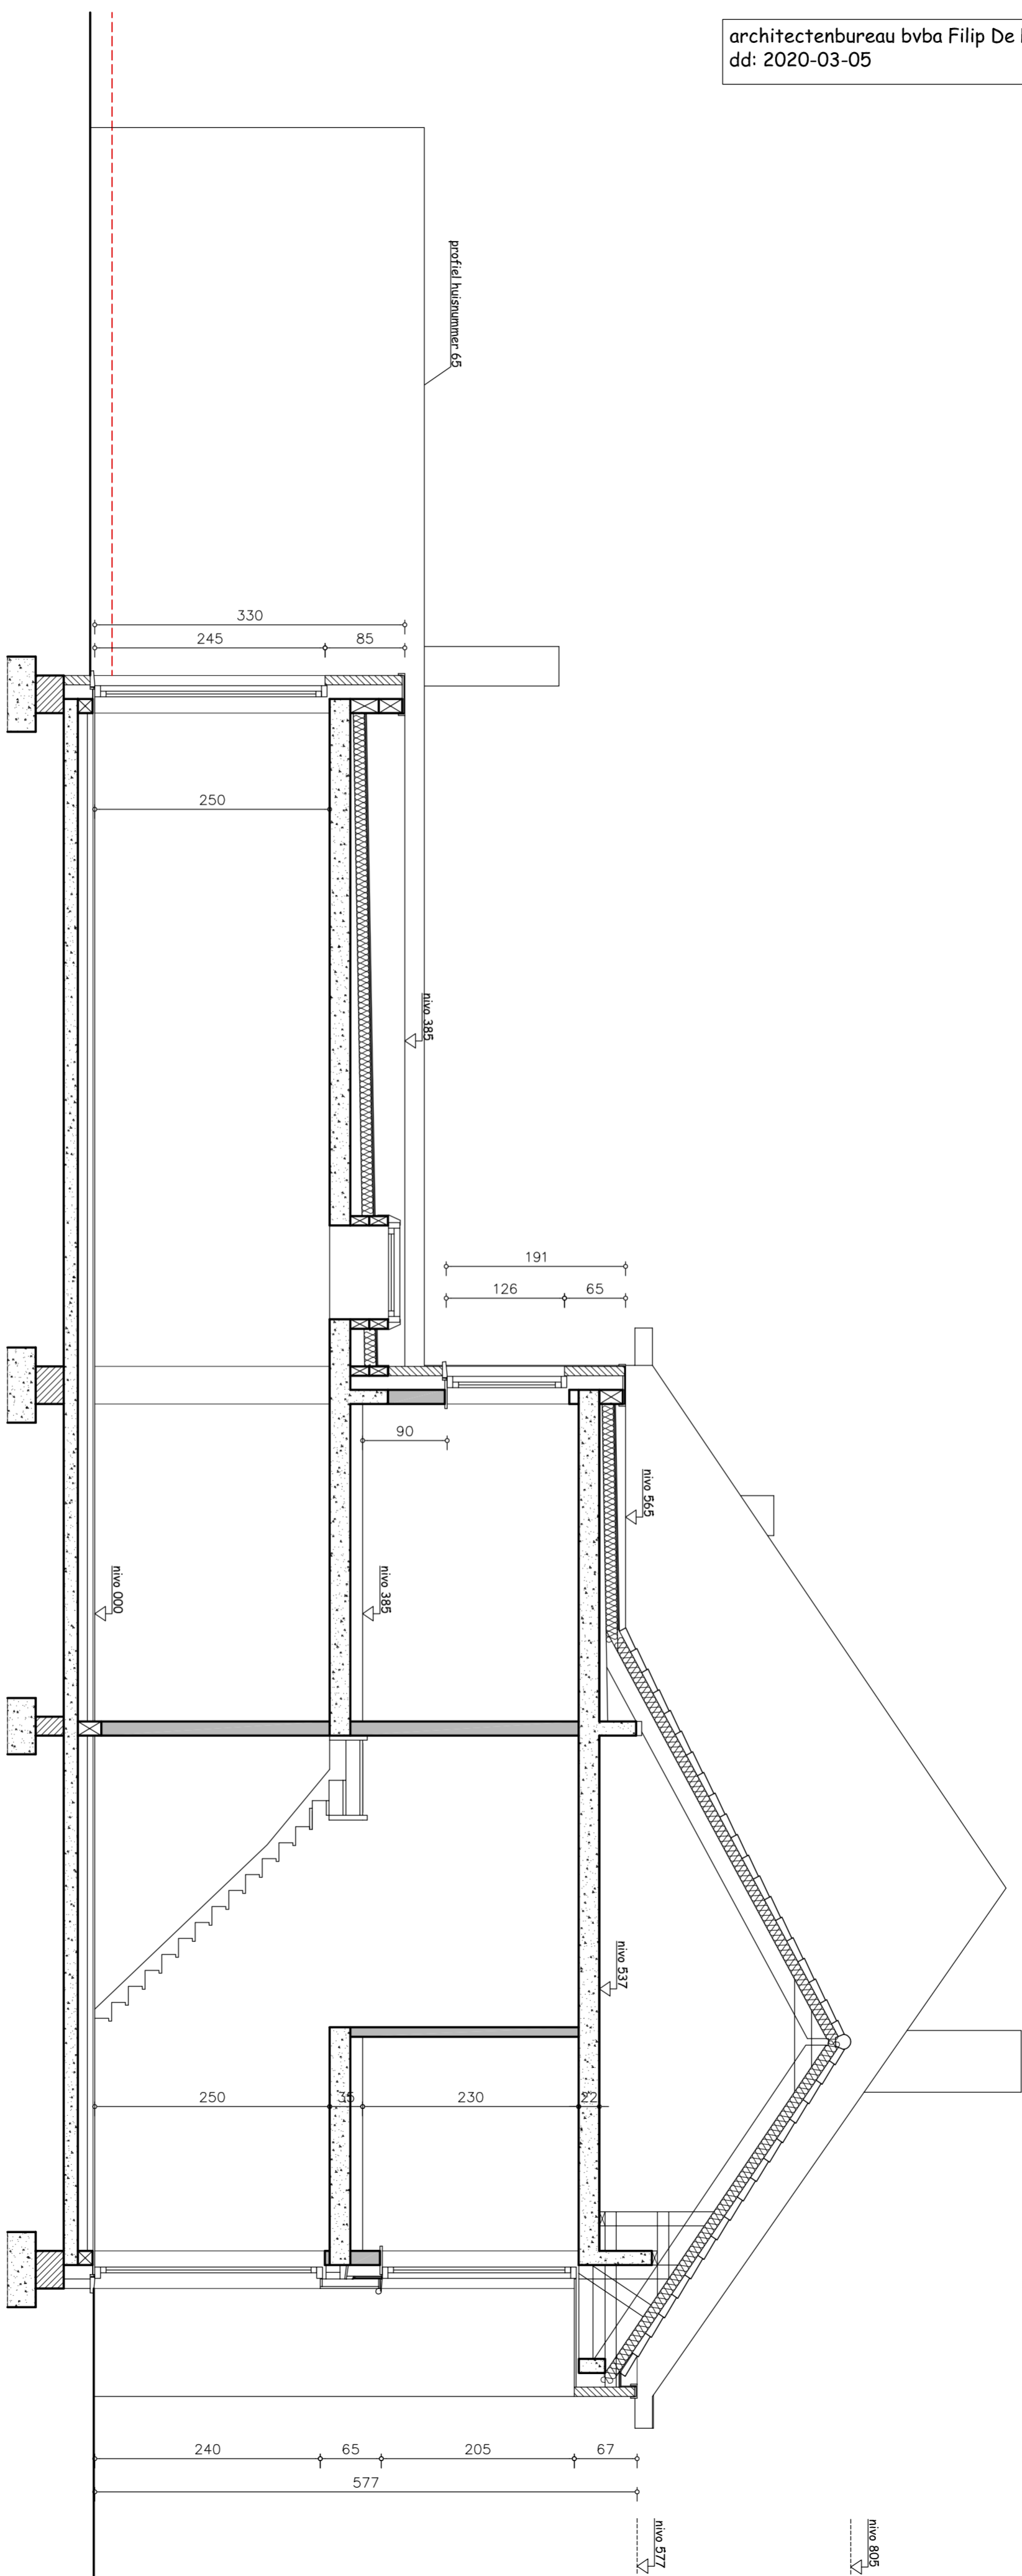 architectenbureau bvba Filip De
dd: 2020-03-05
profiel huisnummer 65
330
245 85
250
nivo 385
191
126 65
90
nivo 565
nivo 000
nivo 385
nivo 537
250 35 230 22
240 65 205 67
577
nivo 577
nivo 805